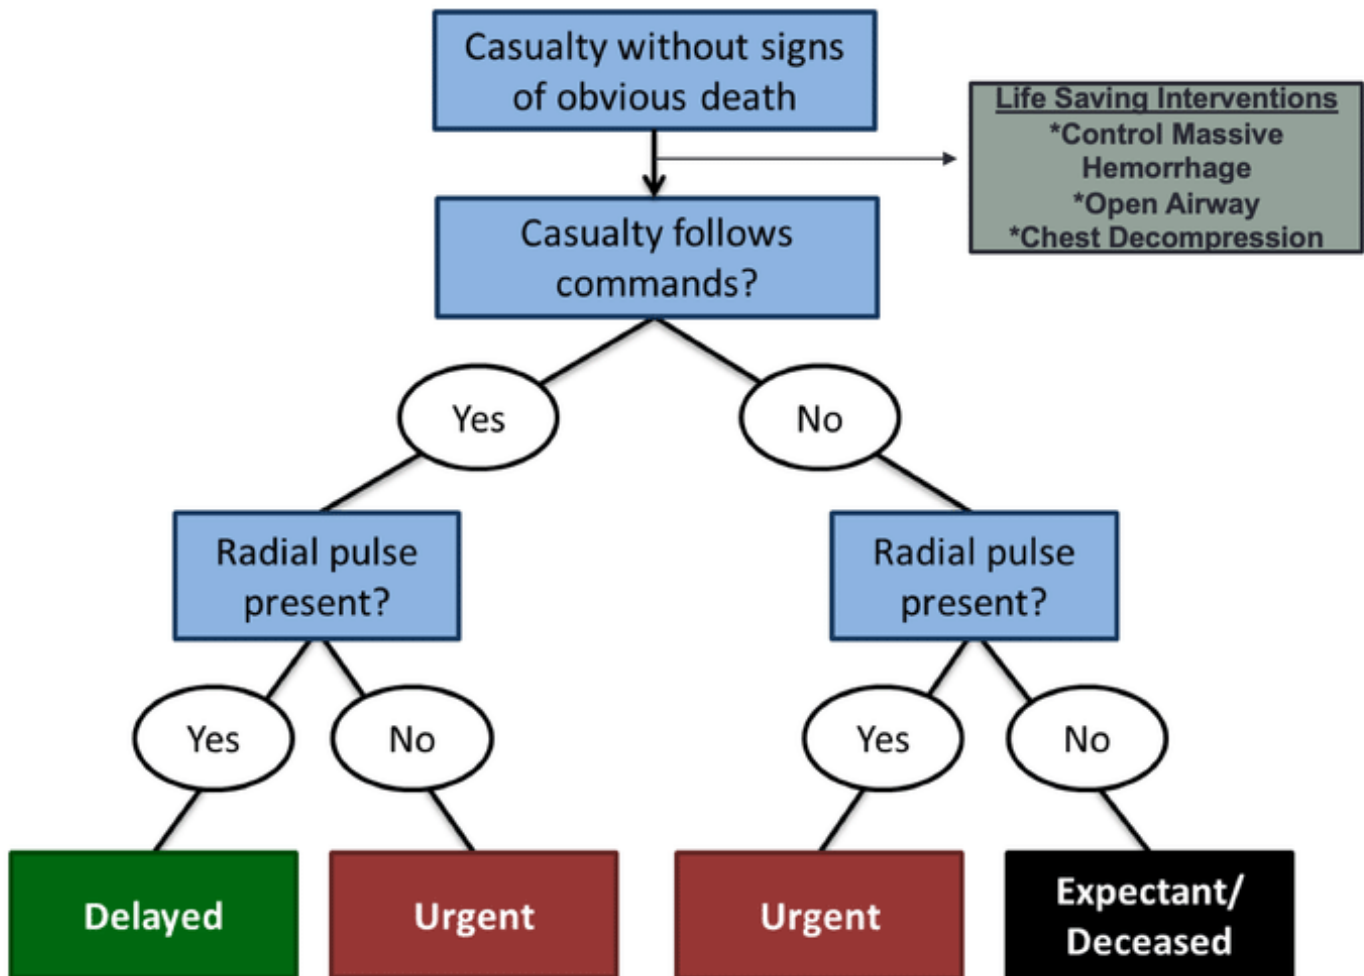 Casualty without signs
of obvious death
Life Saving Interventions
*Control Massive
Hemorrhage
*Open Airway
*Chest Decompression
Casualty follows
commands?
Yes
No
Radial pulse
present?
Radial pulse
present?
Yes
No
Yes
No
Delayed
Urgent
Urgent
Expectant/
Deceased